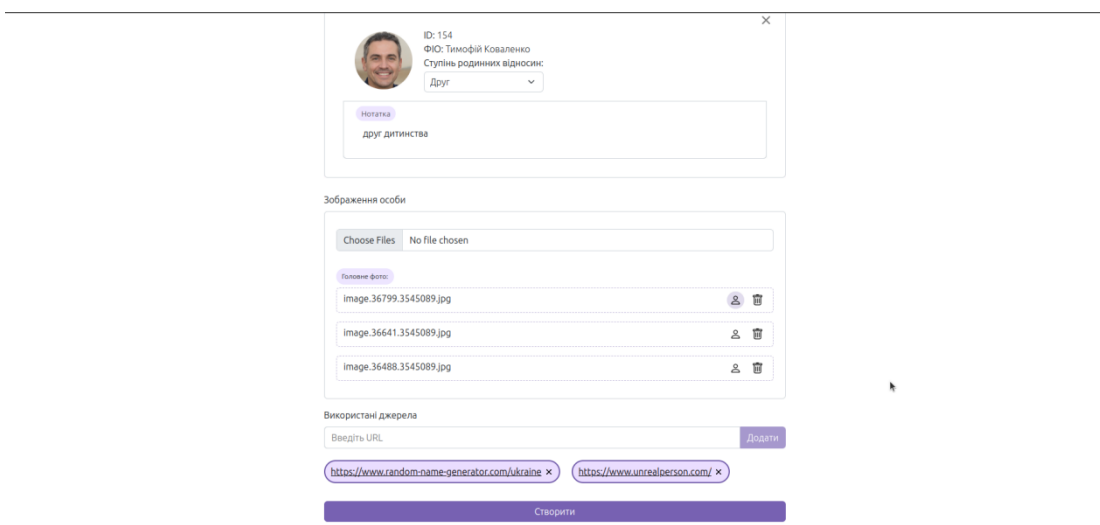 ID: 154
ФІО: Тимофій Коваленко
Ступінь родинних відносин:
Друг
Нотатка
друг дитинства
Зображення особи
Choose Files No file chosen
Головне фото:
image.36799.3545089.jpg
image.36641.3545089.jpg
image.36488.3545089.jpg
Використані джерела
Введіть URL Додати
https://www.random-name-generator.com/ukraine × https://www.unrealperson.com/ ×
Створити